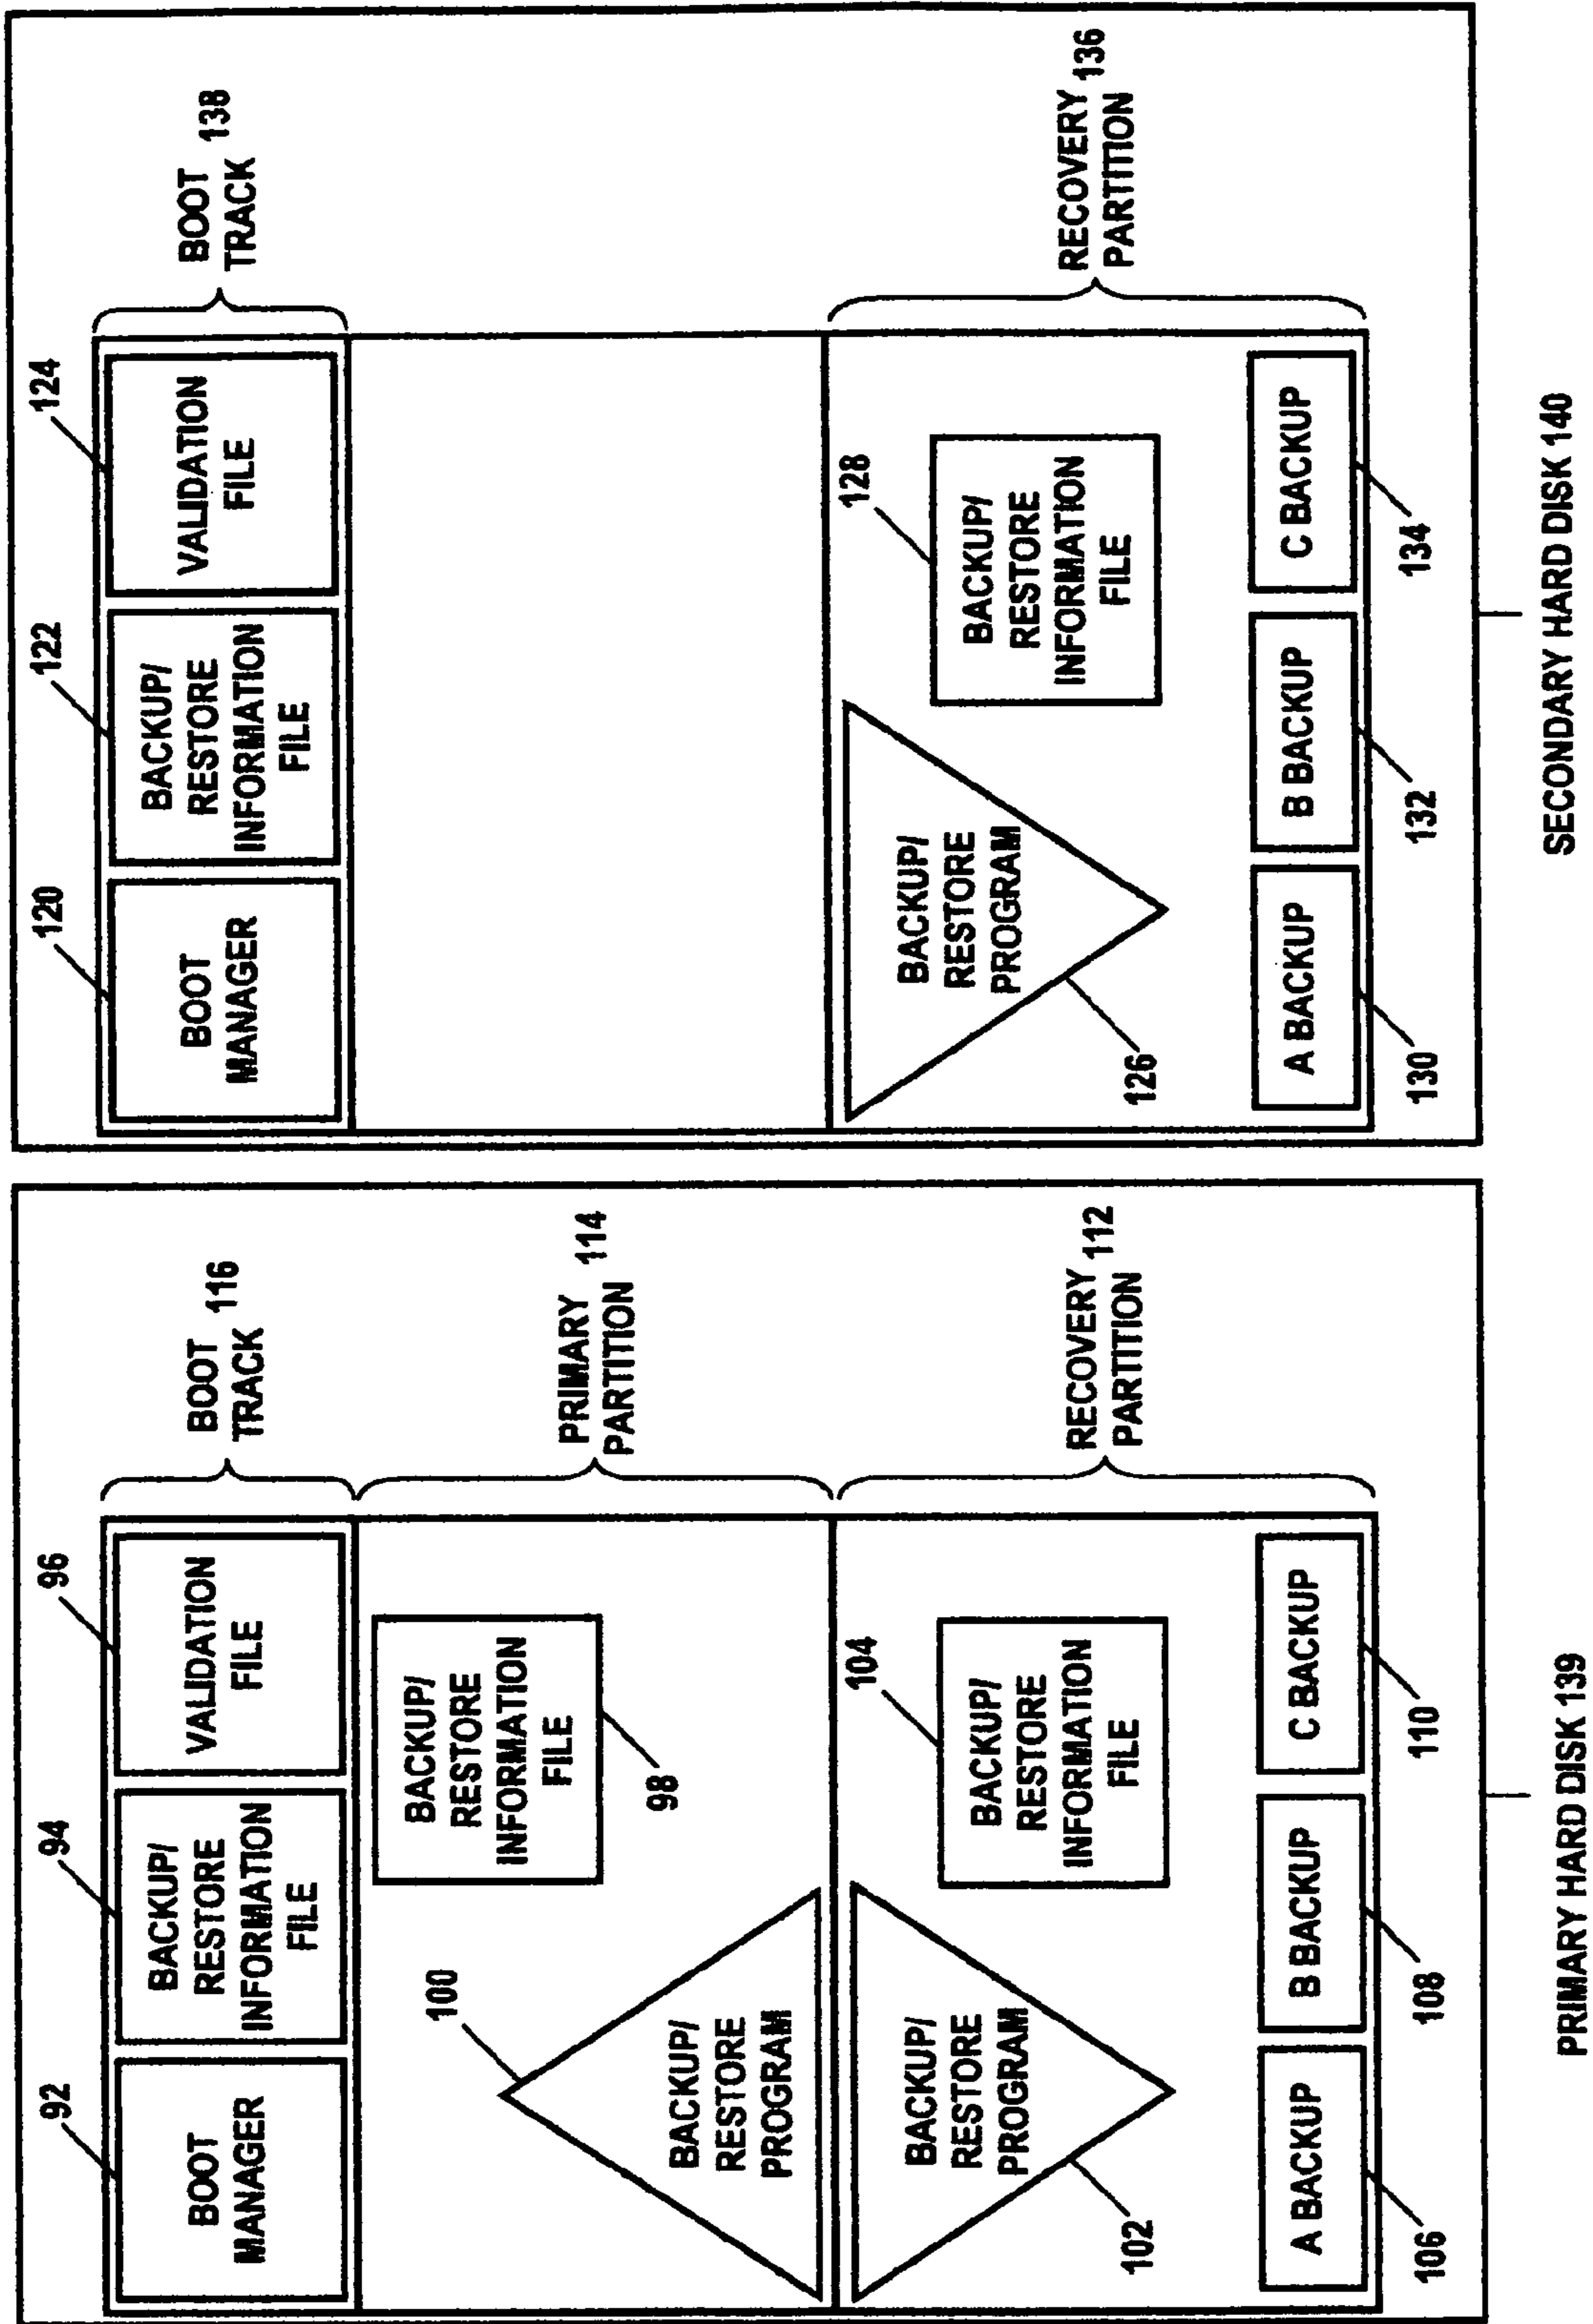 92
94
96
BOOT
MANAGER
BACKUP/
RESTORE
INFORMATION
FILE
VALIDATION
FILE
BOOT
TRACK 116
100
BACKUP/
RESTORE
PROGRAM
BACKUP/
RESTORE
INFORMATION
FILE
98
PRIMARY 114
PARTITION
BACKUP/
RESTORE
PROGRAM
102
104
BACKUP/
RESTORE
INFORMATION
FILE
RECOVERY 112
PARTITION
A BACKUP
B BACKUP
C BACKUP
106
108
110
PRIMARY HARD DISK 139
120
122
124
BOOT
MANAGER
BACKUP/
RESTORE
INFORMATION
FILE
VALIDATION
FILE
BOOT
TRACK 138
BACKUP/
RESTORE
PROGRAM
126
128
BACKUP/
RESTORE
INFORMATION
FILE
RECOVERY 136
PARTITION
A BACKUP
B BACKUP
C BACKUP
130
132
134
SECONDARY HARD DISK 140